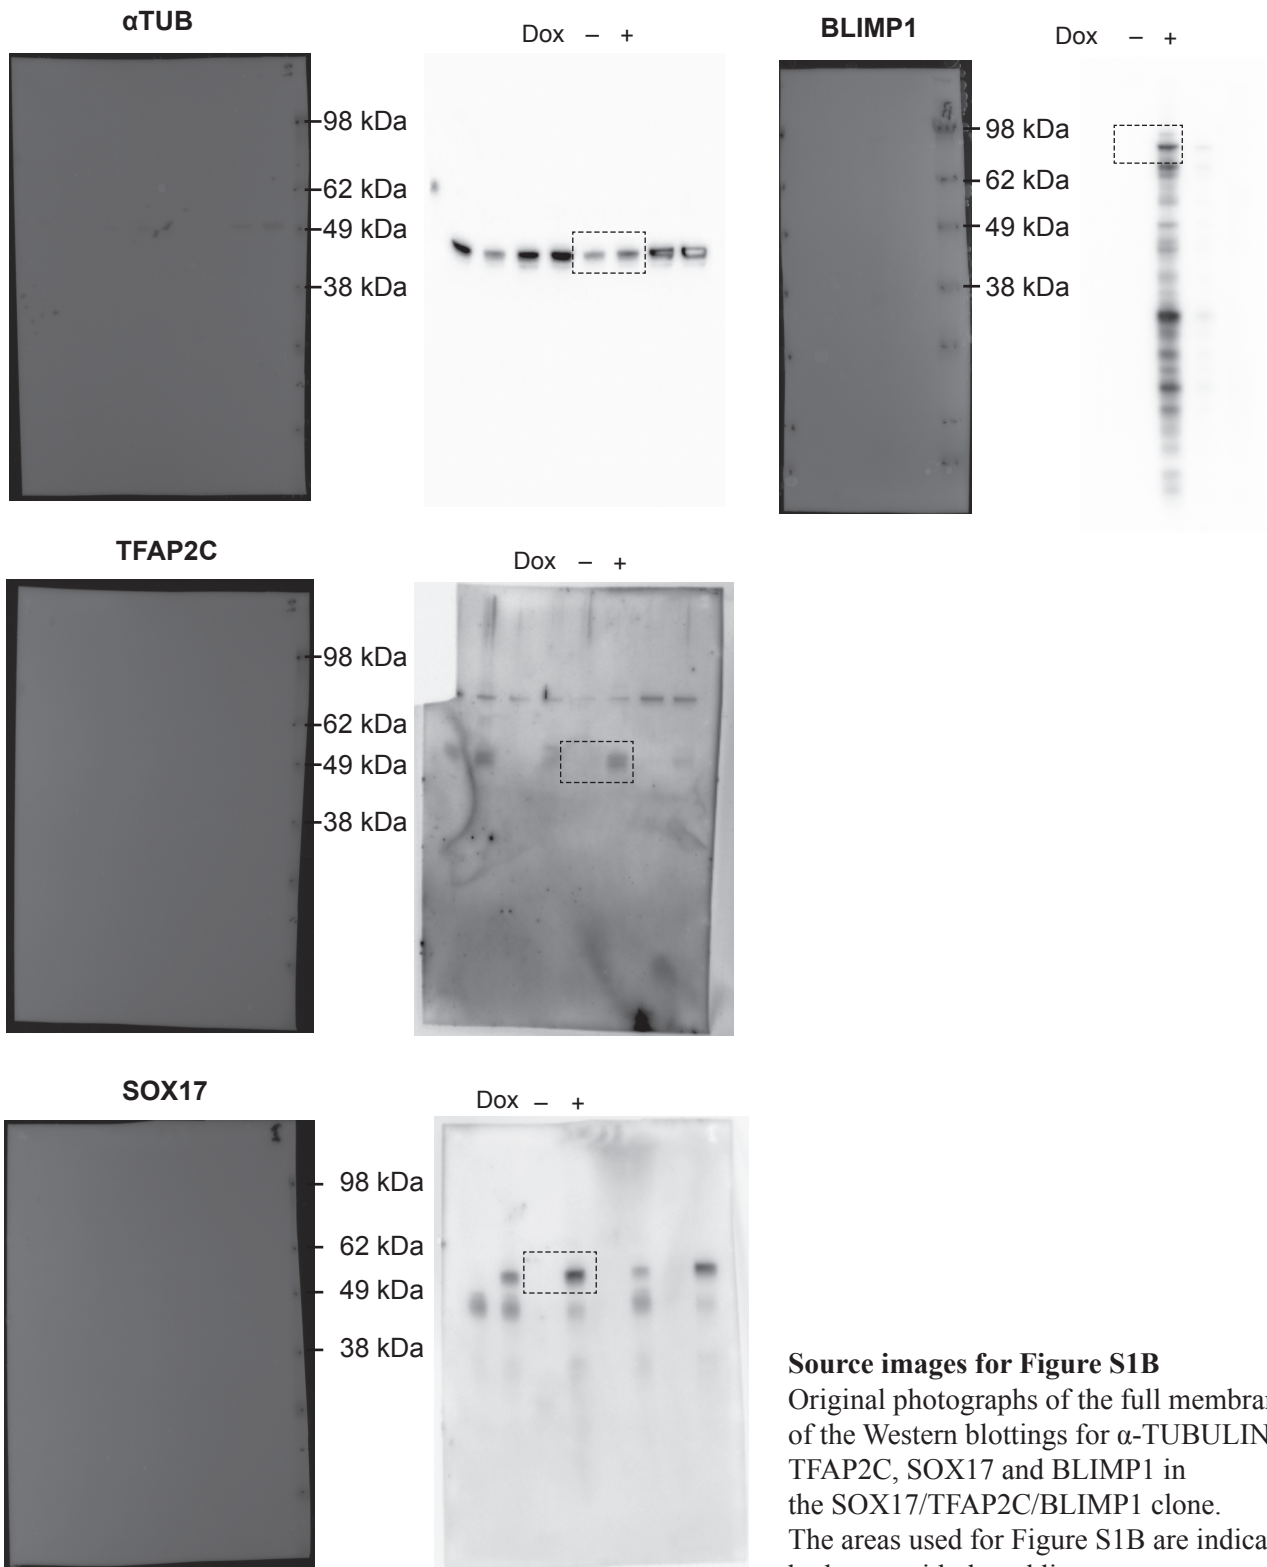 αTUB
Dox – +
98 kDa
62 kDa
49 kDa
38 kDa
BLIMP1
Dox – +
98 kDa
62 kDa
49 kDa
38 kDa
TFAP2C
Dox – +
98 kDa
62 kDa
49 kDa
38 kDa
SOX17
Dox – +
98 kDa
62 kDa
49 kDa
38 kDa
Source images for Figure S1B
Original photographs of the full
of the Western blottings for α-TUBULIN
TFAP2C, SOX17 and BLIMP1 in
the SOX17/TFAP2C/BLIMP1 clone.
The areas used for Figure S1B are